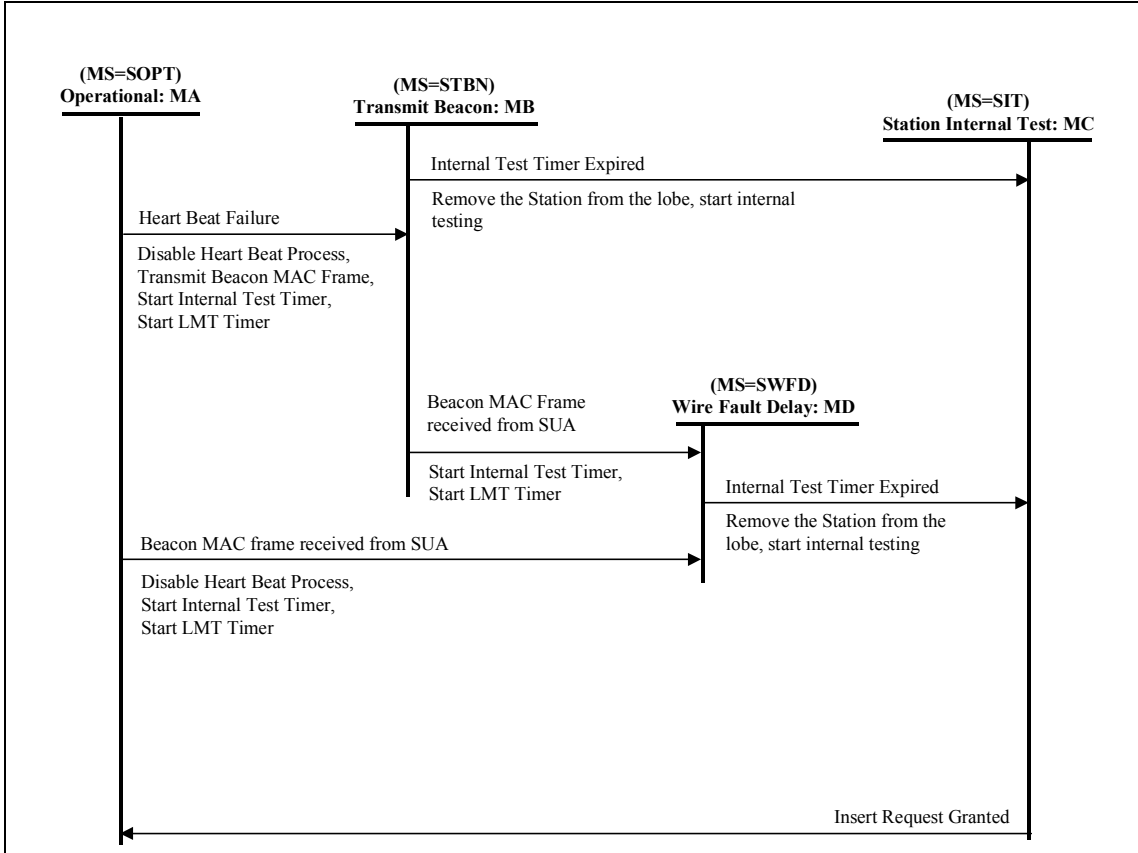 (MS=SOPT)
Operational: MA
(MS=STBN)
Transmit Beacon: MB
(MS=SIT)
Station Internal Test: MC
Internal Test Timer Expired
Remove the Station from the lobe, start internal
testing
Heart Beat Failure
Disable Heart Beat Process,
Transmit Beacon MAC Frame,
Start Internal Test Timer,
Start LMT Timer
(MS=SWFD)
Wire Fault Delay: MD
Beacon MAC Frame
received from SUA
Start Internal Test Timer,
Start LMT Timer
Internal Test Timer Expired
Remove the Station from the
lobe, start internal testing
Beacon MAC frame received from SUA
Disable Heart Beat Process,
Start Internal Test Timer,
Start LMT Timer
Insert Request Granted